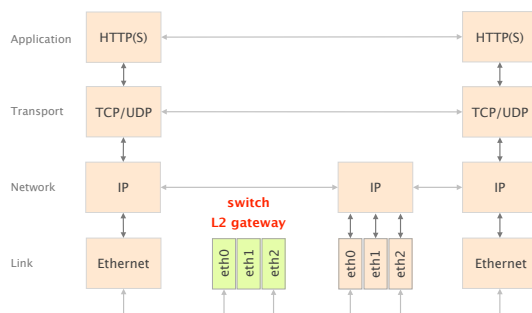 Application HTTP(S) HTTP(S)
Transport TCP/UDP TCP/UDP
Network IP IP IP
switch
L2 gateway
Link Ethernet eth0 eth1 eth2 eth0 eth1 eth2 Ethernet